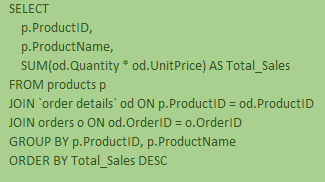 SELECT
p.ProductID,
p.ProductName,
SUM(od.Quantity * od.UnitPrice) AS Total_Sales
FROM products p
JOIN `order details` od ON p.ProductID = od.ProductID
JOIN orders o ON od.OrderID = o.OrderID
GROUP BY p.ProductID, p.ProductName
ORDER BY Total_Sales DESC